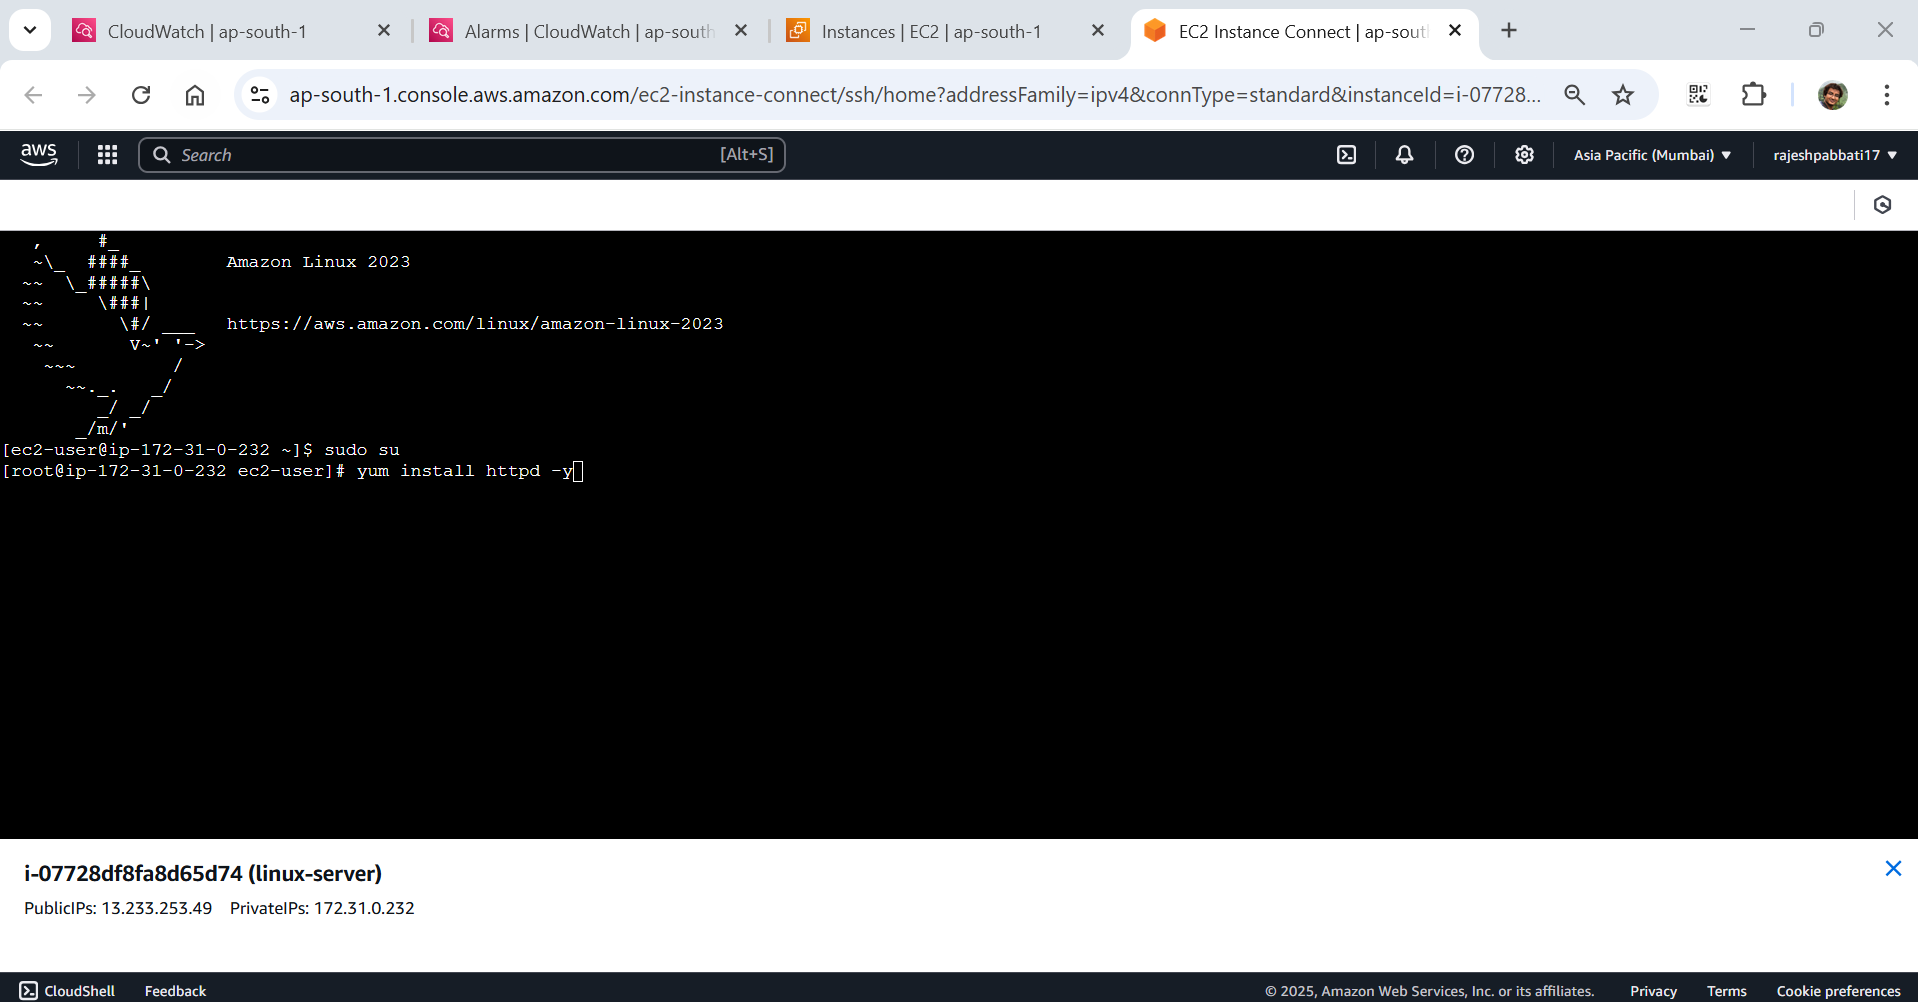 CloudWatch | ap-south-1
Alarms | CloudWatch | ap-south
Instances | EC2 | ap-south-1
EC2 Instance Connect | ap-sout
ap-south-1.console.aws.amazon.com/ec2-instance-connect/ssh/home?addressFamily=ipv4&connType=standard&instanceId=i-07728...
aws
Search
[Alt+S]
Asia Pacific (Mumbai)
rajeshpabbati17
   ,     #_
   ~\_  ####_        Amazon Linux 2023
  ~~  \_#####\
  ~~     \###|
  ~~       \#/ ___   https://aws.amazon.com/linux/amazon-linux-2023
   ~~       V~' '->
    ~~~         /
      ~~._.   _/
         _/ _/
       _/m/'
[ec2-user@ip-172-31-0-232 ~]$ sudo su
[root@ip-172-31-0-232 ec2-user]# yum install httpd -y
i-07728df8fa8d65d74 (linux-server)
PublicIPs: 13.233.253.49 PrivateIPs: 172.31.0.232
CloudShell
Feedback
© 2025, Amazon Web Services, Inc. or its affiliates.
Privacy
Terms
Cookie preferences